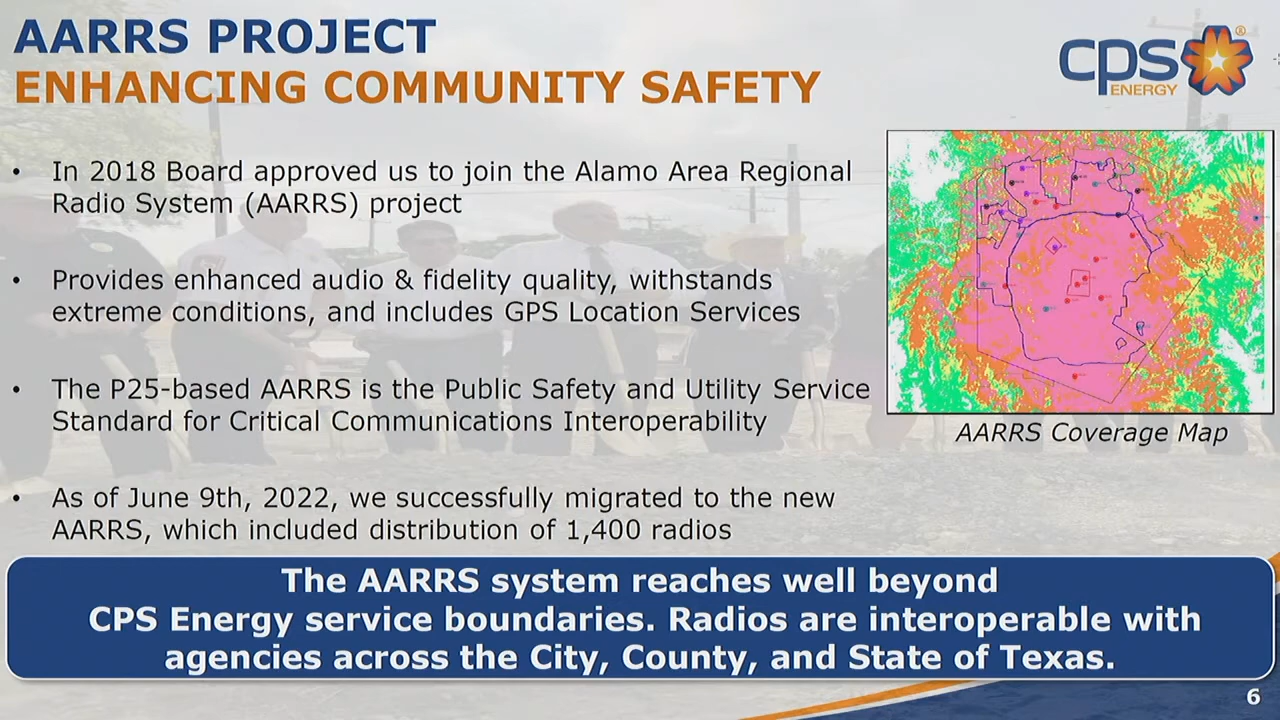 AARRS PROJECT
ENHANCING COMMUNITY SAFETY
cps
ENERGY
®
• In 2018 Board approved us to join the Alamo Area Regional
Radio System (AARRS) project
• Provides enhanced audio & fidelity quality, withstands
extreme conditions, and includes GPS Location Services
• The P25-based AARRS is the Public Safety and Utility Service
Standard for Critical Communications Interoperability
• As of June 9th, 2022, we successfully migrated to the new
AARRS, which included distribution of 1,400 radios
AARRS Coverage Map
The AARRS system reaches well beyond
CPS Energy service boundaries. Radios are interoperable with
agencies across the City, County, and State of Texas.
6